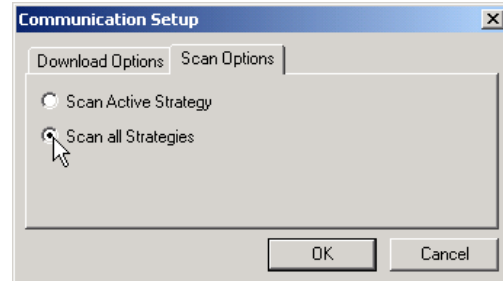 Communication Setup
Download Options Scan Options
Scan Active Strategy
Scan all Strategies
OK Cancel